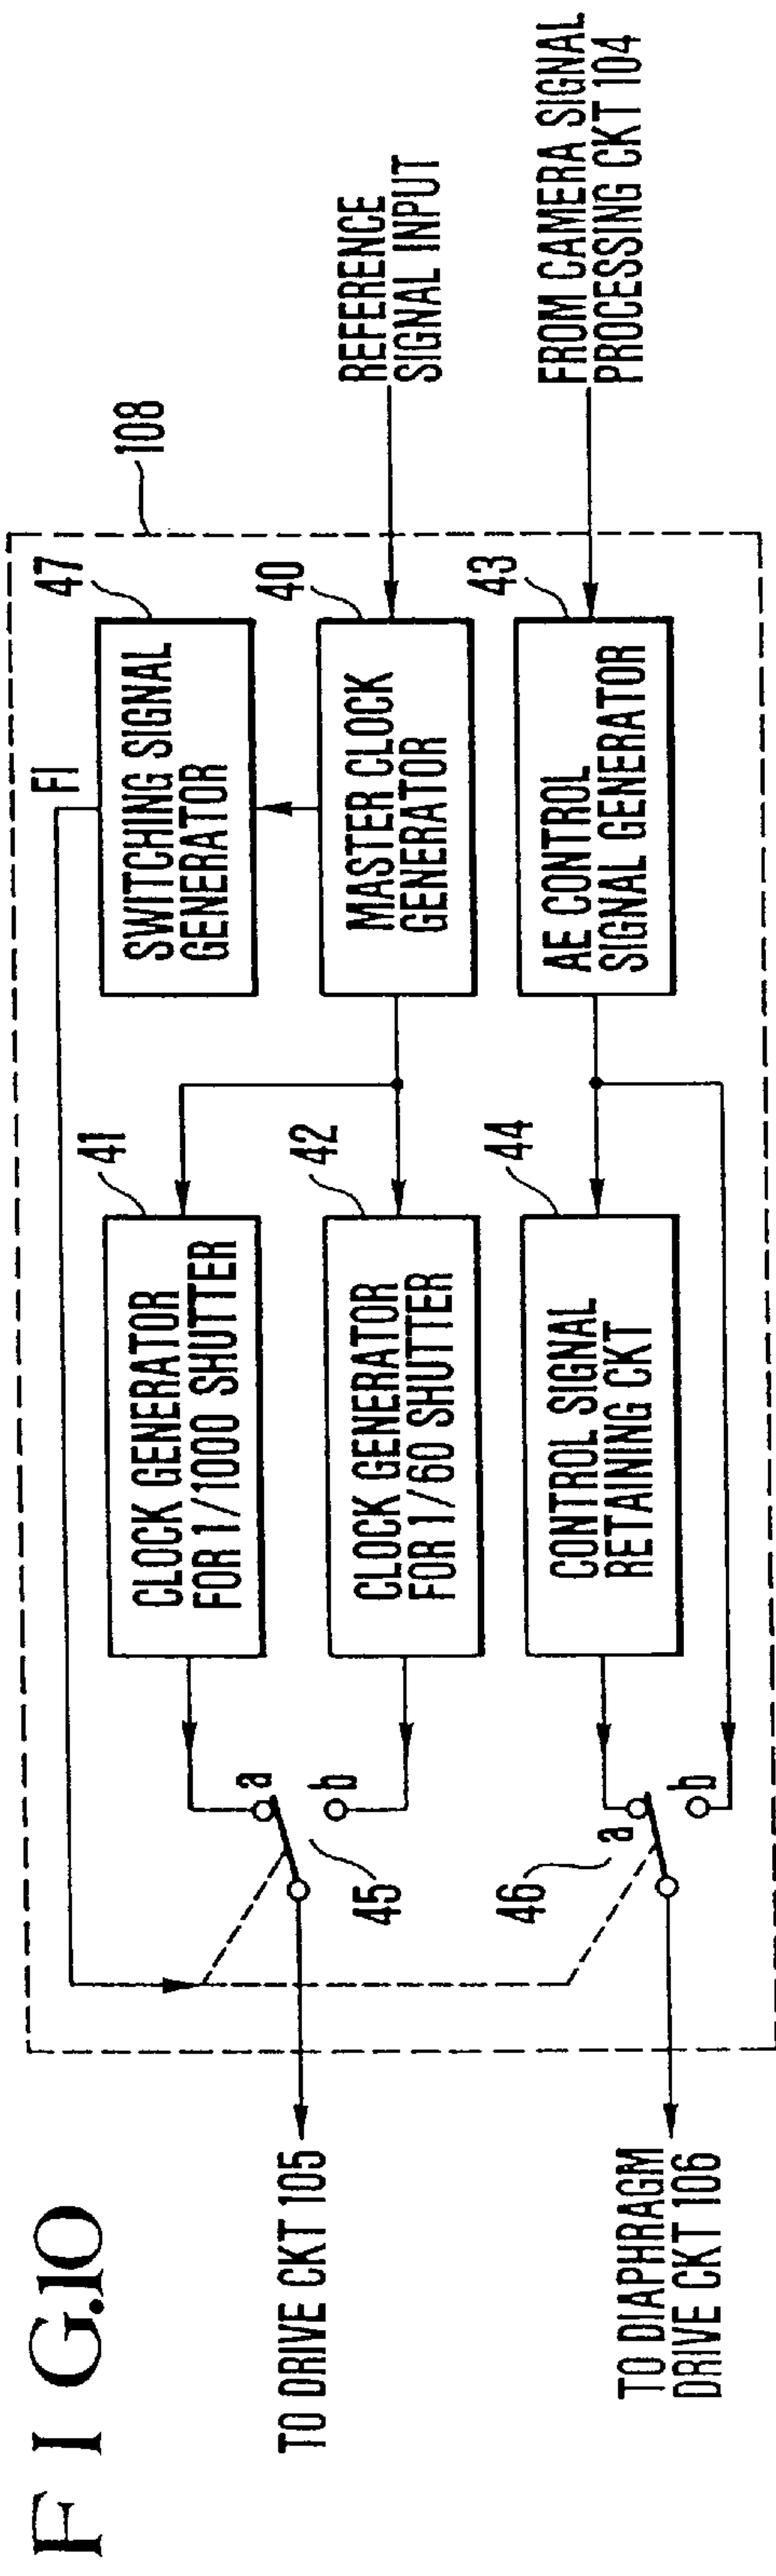 FIG.10
108
FI
47
SWITCHING SIGNAL
GENERATOR
41
CLOCK GENERATOR
FOR 1/1000 SHUTTER
a
b
45
TO DRIVE CKT 105
42
CLOCK GENERATOR
FOR 1/60 SHUTTER
40
MASTER CLOCK
GENERATOR
REFERENCE
SIGNAL INPUT
46
a
b
TO DIAPHRAGM
DRIVE CKT 106
44
CONTROL SIGNAL
RETAINING CKT
43
AE CONTROL
SIGNAL GENERATOR
FROM CAMERA SIGNAL
PROCESSING CKT 104